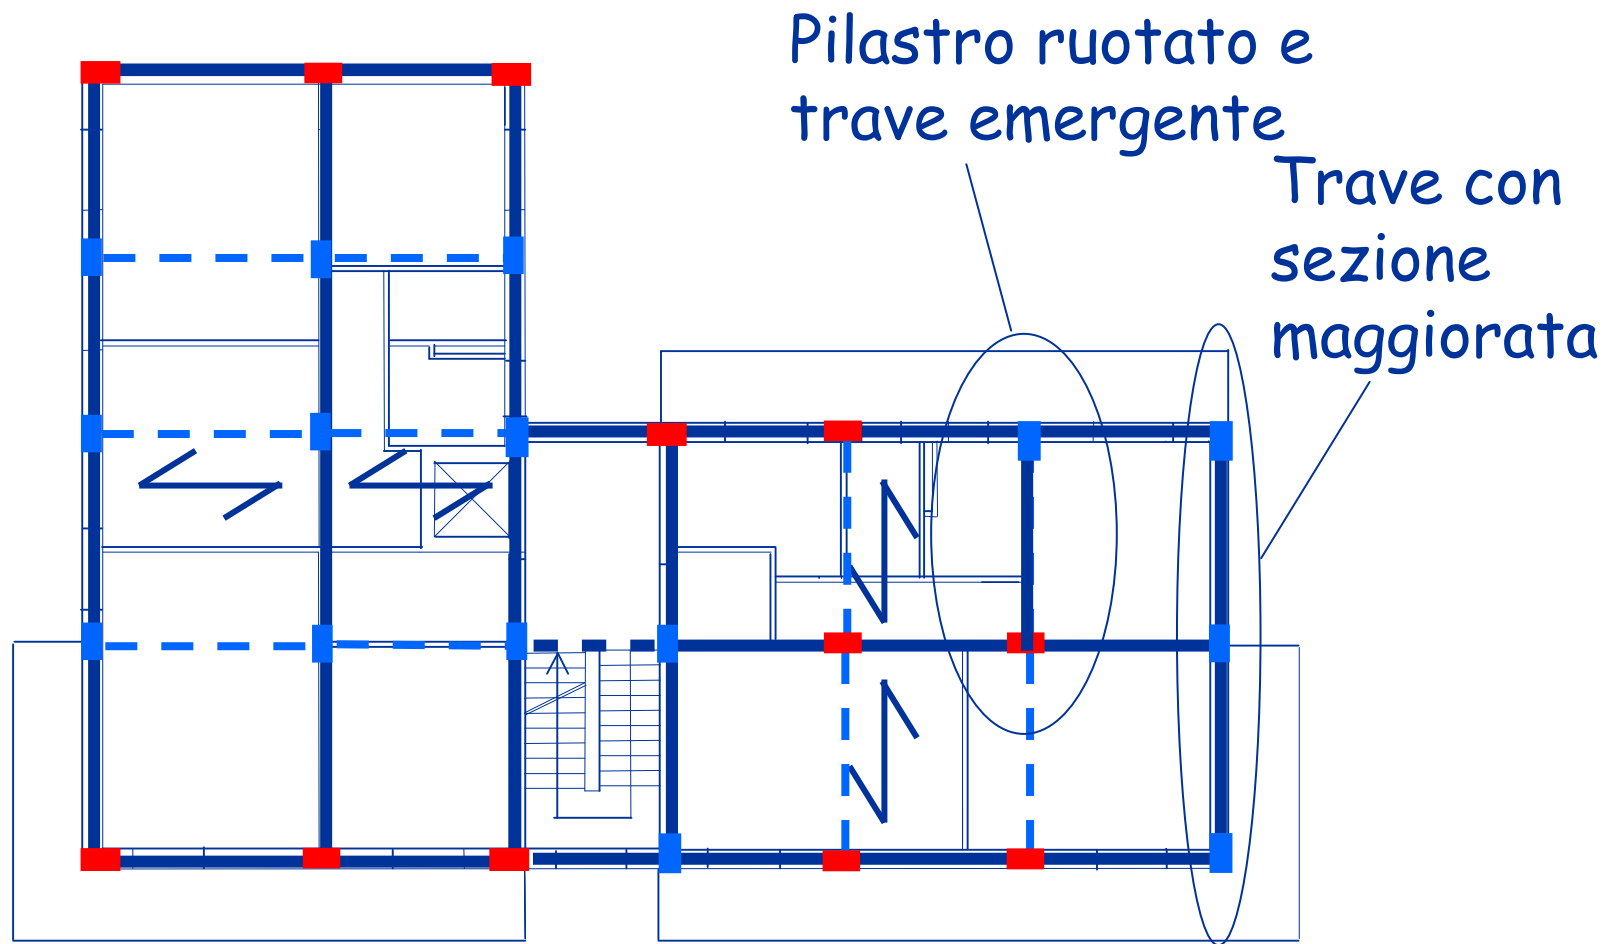 Pilastro ruotato e
trave emergente
Trave con
sezione
maggiorata